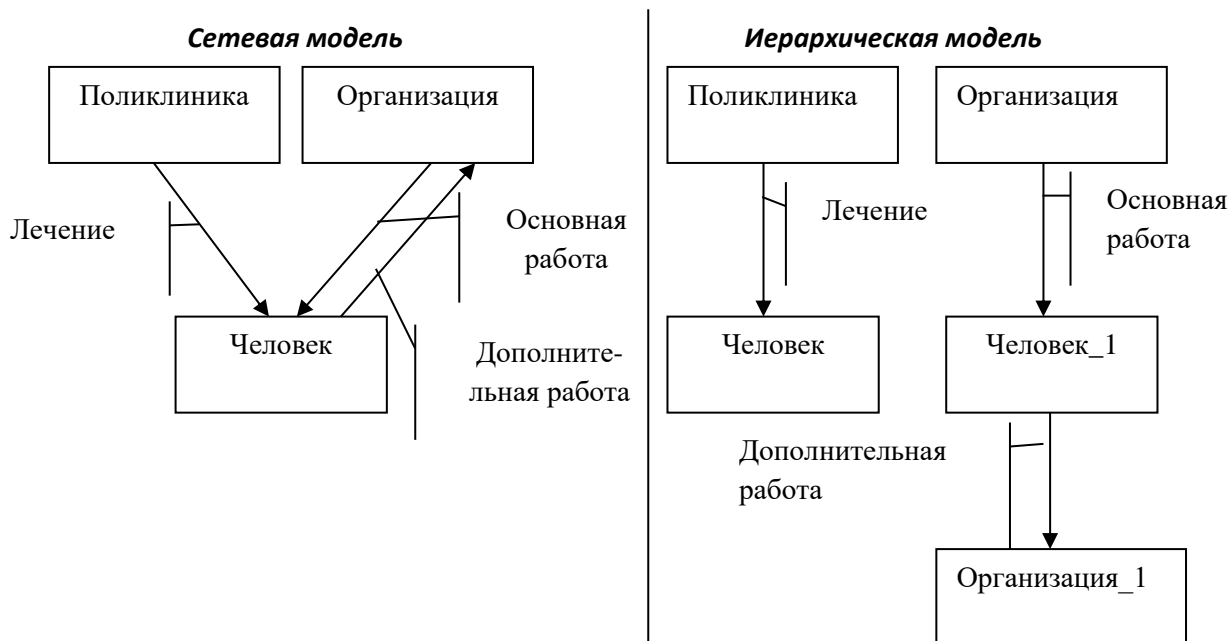 Сетевая модель
Поликлиника
Организация
Лечение
Основная
работа
Человек
Дополните-
льная работа
Иерархическая модель
Поликлиника
Организация
Лечение
Основная
работа
Человек
Человек_1
Дополнительная
работа
Организация_1